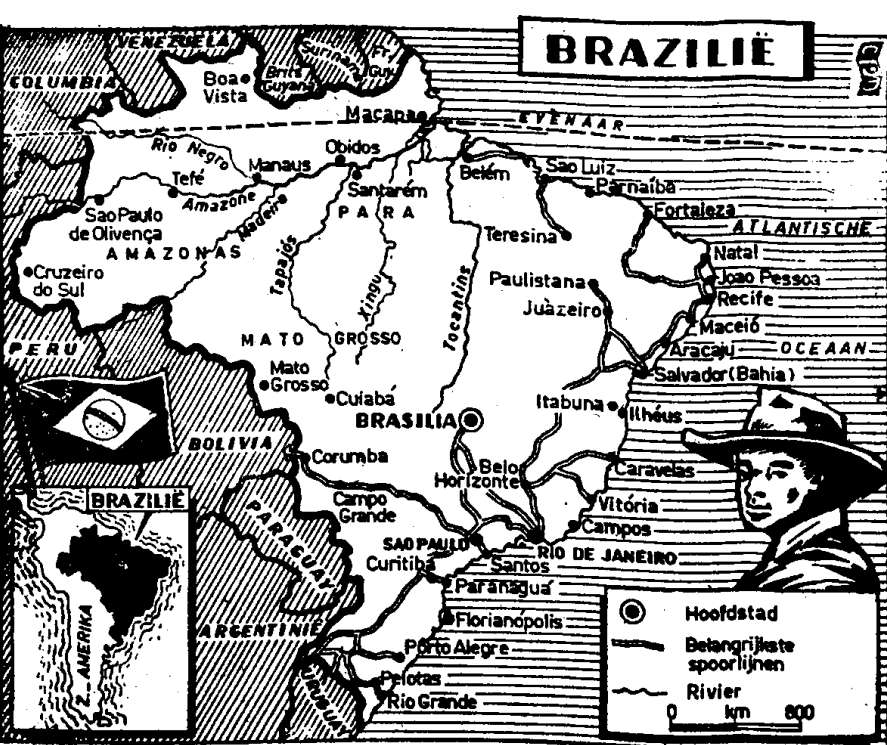 BRAZILIË
VENEZUELA
COLUMBIA
Suriname
Fr.
Guy.
Brits
Guyana
Boa
Vista
Macapa
EVENAAR
Rio Negro
Obidos
Manaus
Belém
Sao Luiz
Tefé
Santarém
Parnaíba
Amazone
Madeira
Sao Paulo
de Olivença
PARA
Fortaleza
ATLANTISCHE
Teresina
AMAZONAS
Natal
Tapajós
Xingu
Tocantins
Cruzeiro
do Sul
Paulistana
Joao Pessoa
Recife
Juàzeiro
Maceió
MATO GROSSO
PERU
Aracaju
OCEAAN
Mato
Grosso
Salvador (Bahia)
Cuiabá
Itabuna
Ilhéus
BRASILIA
BOLIVIA
Corumba
Belo
Horizonte
Caravelas
BRAZILIË
Campo
Grande
Vitória
PARAGUAY
Campos
SAO PAULO
RIO DE JANEIRO
Curitiba
Santos
Paranaguá
Z. AMERIKA
ARGENTINIË
Florianópolis
Hoofdstad
Pôrto Alegre
Belangrijkste
spoorlijnen
Pelotas
Rivier
URUGUAY
Rio Grande
0 km 800